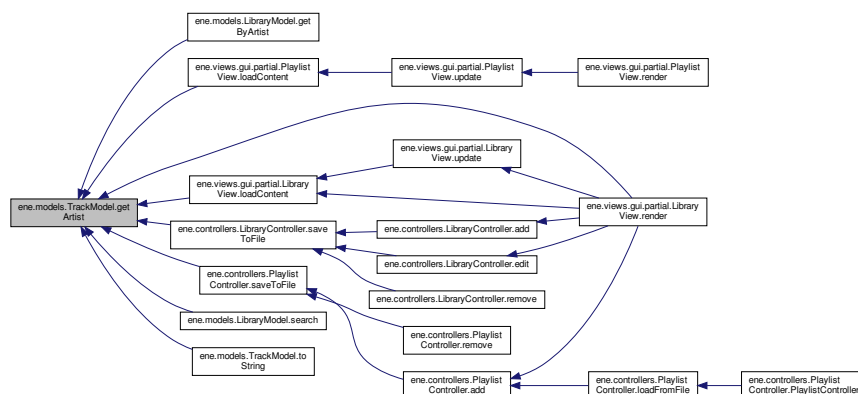 ene.models.LibraryModel.get
ByArtist
ene.views.gui.partial.Playlist
View.loadContent
ene.views.gui.partial.Playlist
View.update
ene.views.gui.partial.Playlist
View.render
ene.views.gui.partial.Library
View.update
ene.models.TrackModel.get
Artist
ene.views.gui.partial.Library
View.loadContent
ene.views.gui.partial.Library
View.render
ene.controllers.LibraryController.save
ToFile
ene.controllers.LibraryController.add
ene.controllers.LibraryController.edit
ene.controllers.Playlist
Controller.saveToFile
ene.controllers.LibraryController.remove
ene.models.LibraryModel.search
ene.controllers.Playlist
Controller.remove
ene.models.TrackModel.to
String
ene.controllers.Playlist
Controller.add
ene.controllers.Playlist
Controller.loadFromFile
ene.controllers.Playlist
Controller.PlaylistController